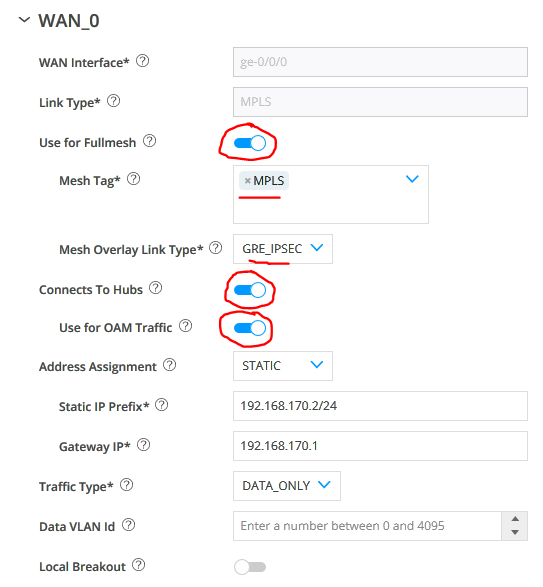 WAN_0
WAN Interface* ? ge-0/0/0
Link Type* ? MPLS
Use for Fullmesh ?
Mesh Tag* ? × MPLS
Mesh Overlay Link Type* ? GRE_IPSEC
Connects To Hubs ?
Use for OAM Traffic ?
Address Assignment ? STATIC
Static IP Prefix* ? 192.168.170.2/24
Gateway IP* ? 192.168.170.1
Traffic Type* ? DATA_ONLY
Data VLAN Id ? Enter a number between 0 and 4095
Local Breakout ?